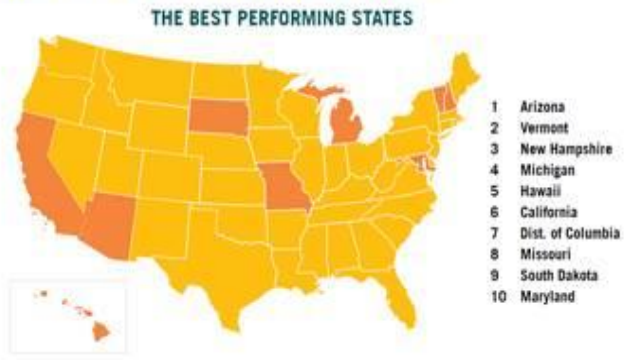 THE BEST PERFORMING STATES
1 Arizona
2 Vermont
3 New Hampshire
4 Michigan
5 Hawaii
6 California
7 Dist. of Columbia
8 Missouri
9 South Dakota
10 Maryland